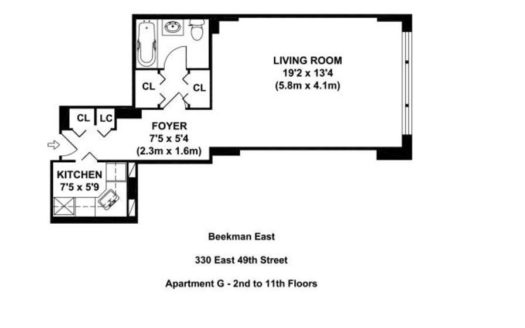 LIVING ROOM
19'2 x 13'4
(5.8m x 4.1m)
CL
CL
CL
LC
FOYER
7'5 x 5'4
(2.3m x 1.6m)
KITCHEN
7'5 x 5'9
Beekman East
330 East 49th Street
Apartment G - 2nd to 11th Floors